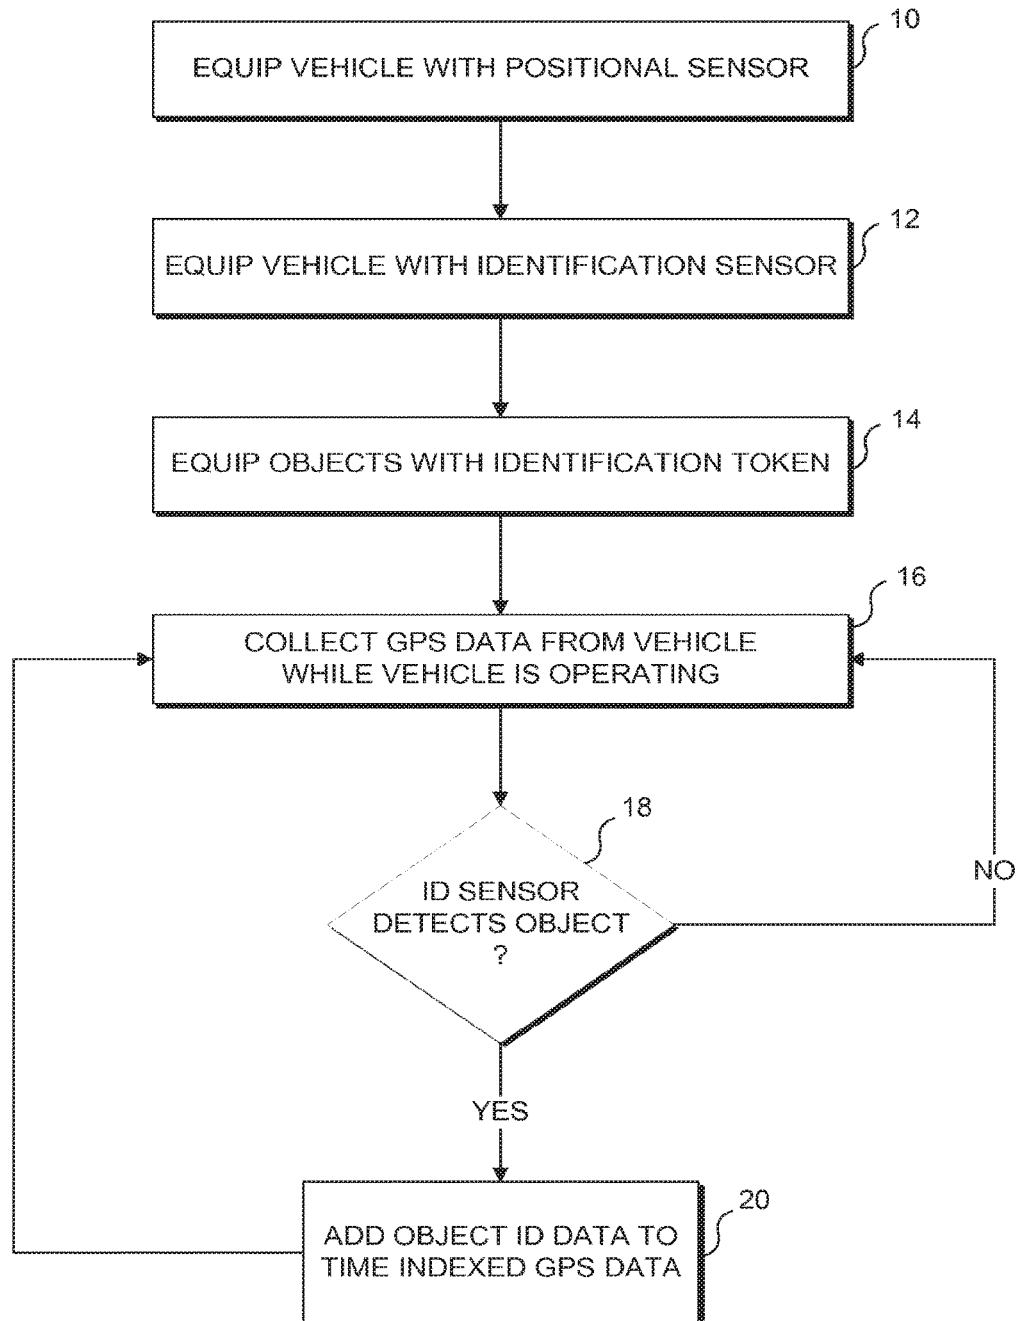 10
EQUIP VEHICLE WITH POSITIONAL SENSOR
12
EQUIP VEHICLE WITH IDENTIFICATION SENSOR
14
EQUIP OBJECTS WITH IDENTIFICATION TOKEN
16
COLLECT GPS DATA FROM VEHICLE
WHILE VEHICLE IS OPERATING
18
ID SENSOR
DETECTS OBJECT
?
NO
YES
20
ADD OBJECT ID DATA TO
TIME INDEXED GPS DATA